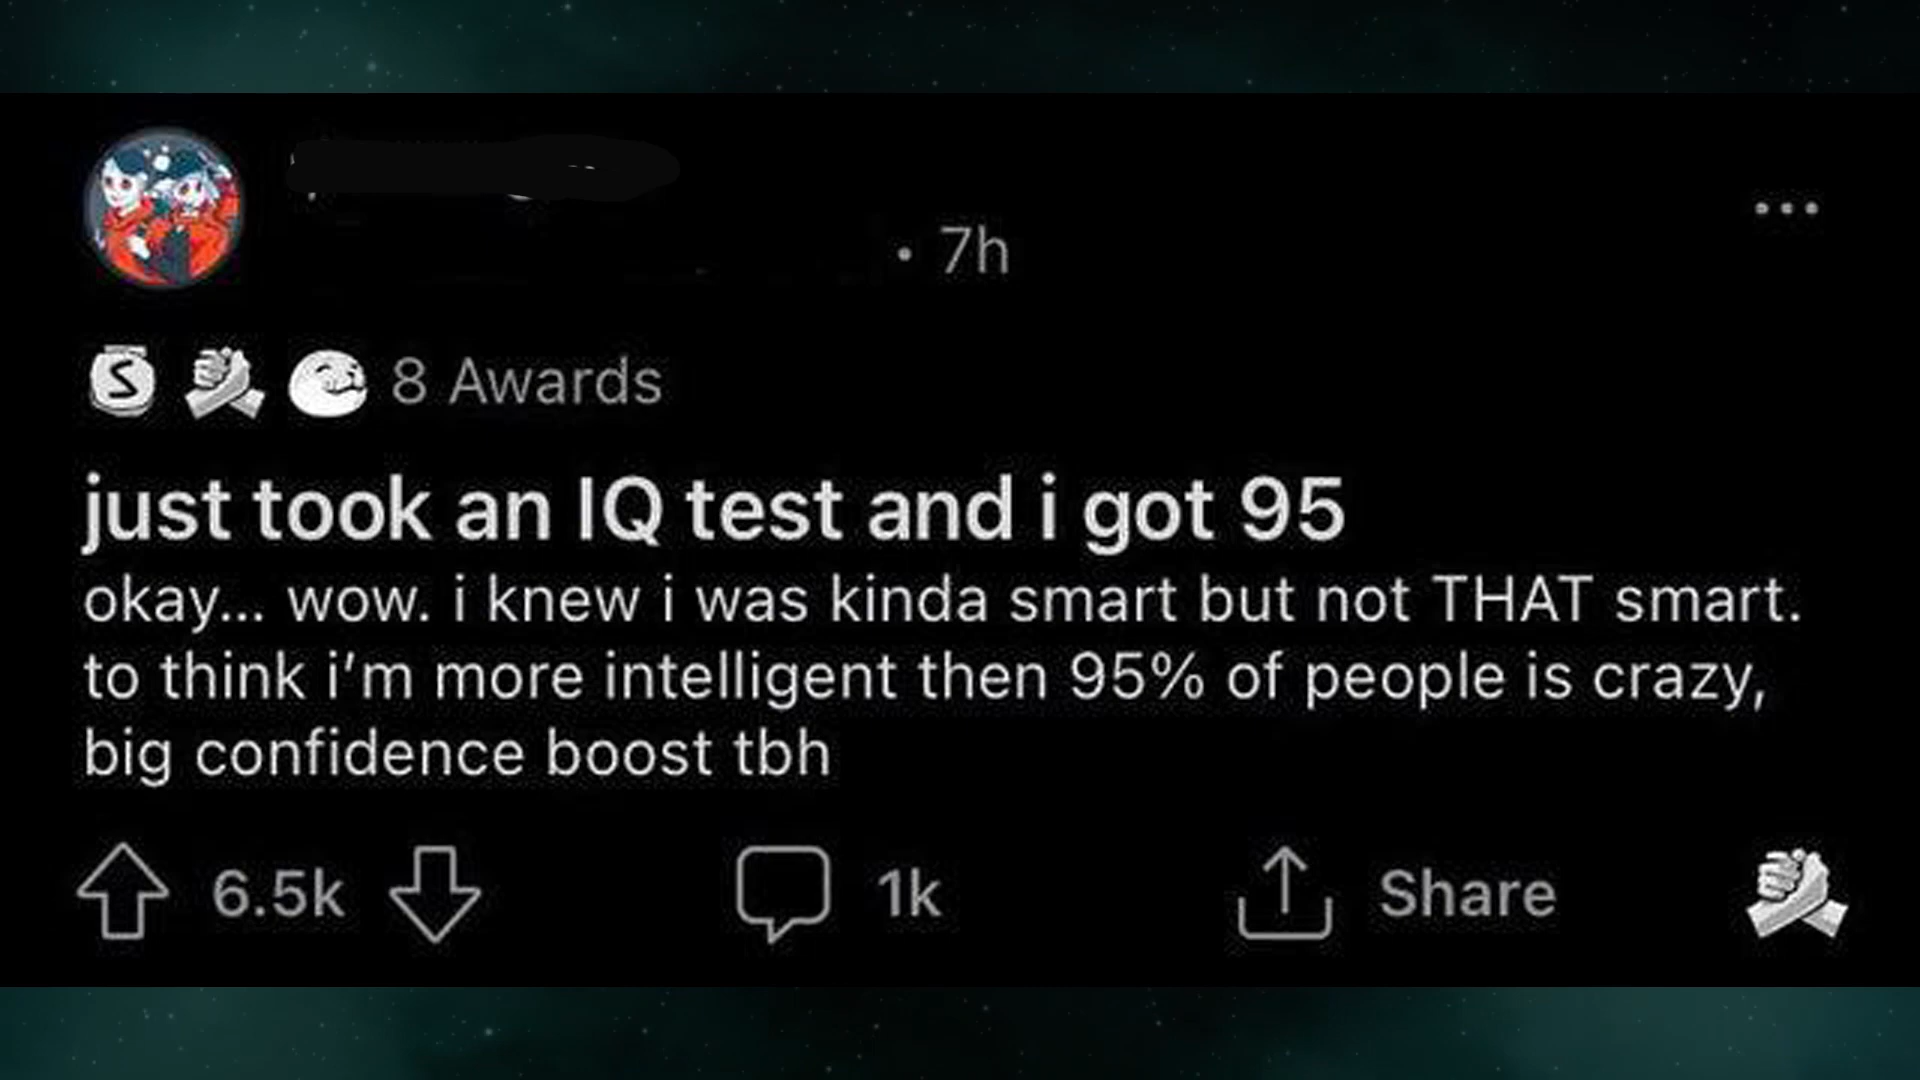 • 7h
8 Awards
just took an IQ test and i got 95
okay... wow. i knew i was kinda smart but not THAT smart.
to think i’m more intelligent then 95% of people is crazy,
big confidence boost tbh
6.5k 1k Share